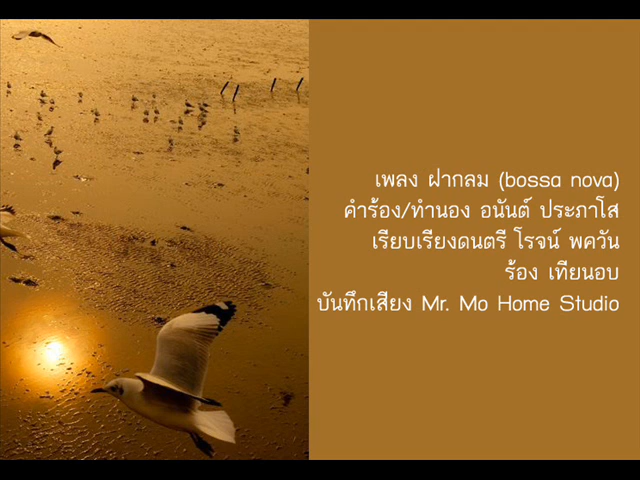 เพลง ฝากลม (bossa nova)
คำร้อง/ทำนอง อนันต์ ประภาโส
เรียบเรียงดนตรี โรจน์ พควัน
ร้อง เทียนอบ
บันทึกเสียง Mr. Mo Home Studio